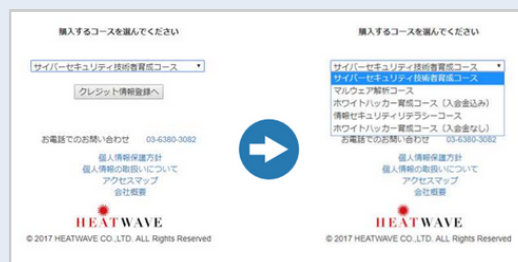 購入するコースを選んでください
サイバーセキュリティ技術者育成コース
クレジット情報登録へ
お電話でのお問い合わせ 03-6380-3082
個人情報保護方針
個人情報の取扱いについて
アクセスマップ
会社概要
HEATWAVE
© 2017 HEATWAVE CO.,LTD. ALL Rights Reserved
購入するコースを選んでください
サイバーセキュリティ技術者育成コース
サイバーセキュリティ技術者育成コース
マルウェア解析コース
ホワイトハッカー育成コース（入会金込み）
情報セキュリティリテラシーコース
ホワイトハッカー育成コース（入会金なし）
お電話でのお問い合わせ 03-6380-3082
個人情報保護方針
個人情報の取扱いについて
アクセスマップ
会社概要
HEATWAVE
© 2017 HEATWAVE CO.,LTD. ALL Rights Reserved